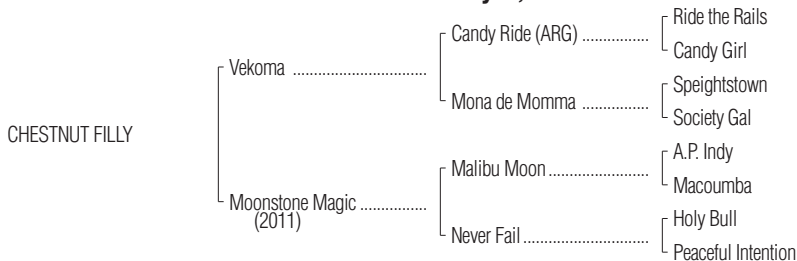 Ride the Rails
Candy Ride (ARG) ................
Candy Girl
Vekoma ................................
Speightstown
Mona de Momma ................
Society Gal
CHESTNUT FILLY
A.P. Indy
Malibu Moon ........................
Macoumba
Moonstone Magic ................
(2011)
Holy Bull
Never Fail ..............................
Peaceful Intention